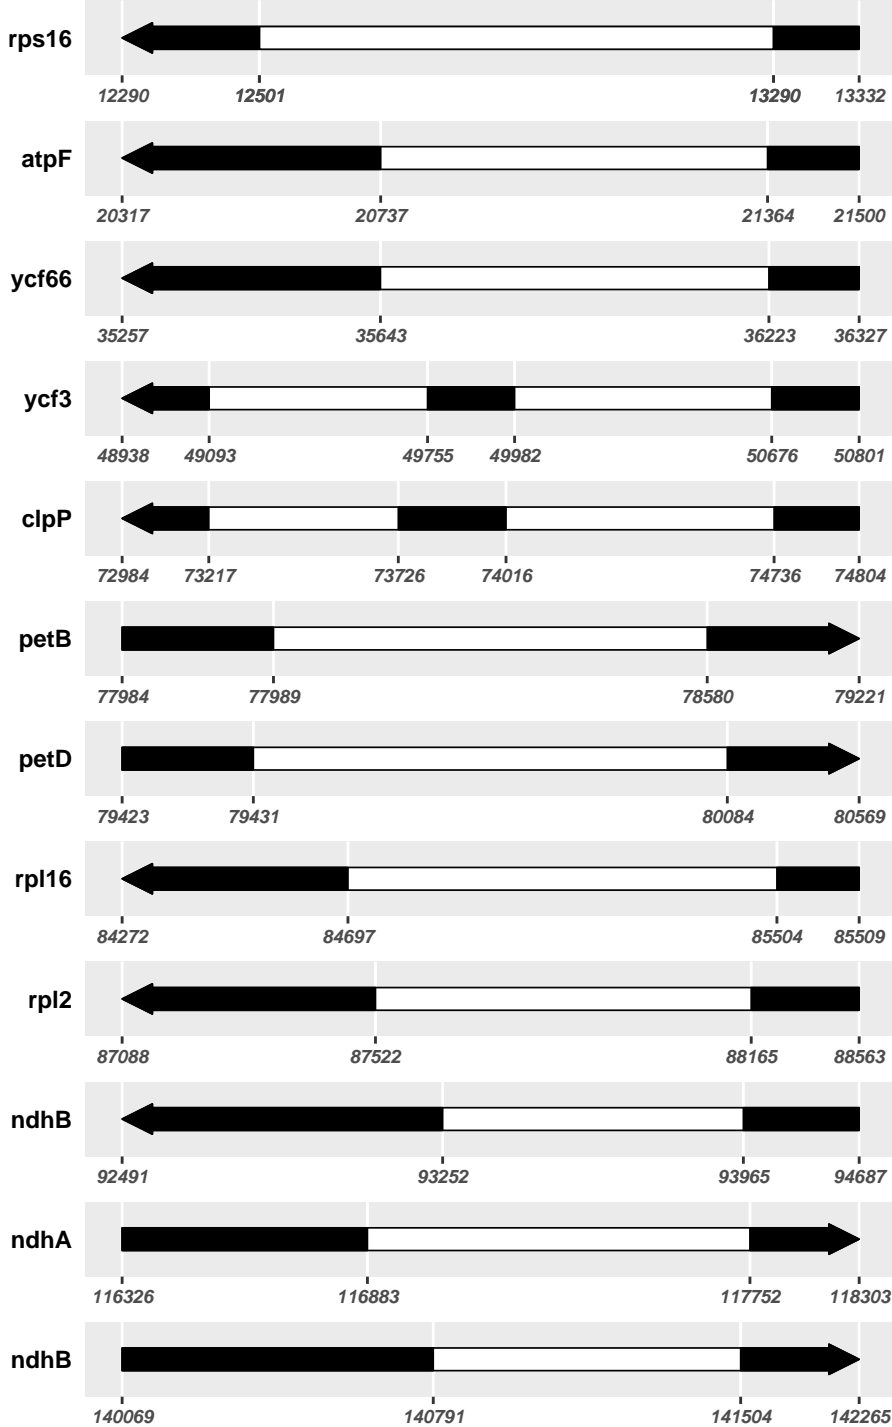 rps16
12290 12501 13290 13332
atpF
20317 20737 21364 21500
ycf66
35257 35643 36223 36327
ycf3
48938 49093 49755 49982 50676 50801
clpP
72984 73217 73726 74016 74736 74804
petB
77984 77989 78580 79221
petD
79423 79431 80084 80569
rpl16
84272 84697 85504 85509
rpl2
87088 87522 88165 88563
ndhB
92491 93252 93965 94687
ndhA
116326 116883 117752 118303
ndhB
140069 140791 141504 142265